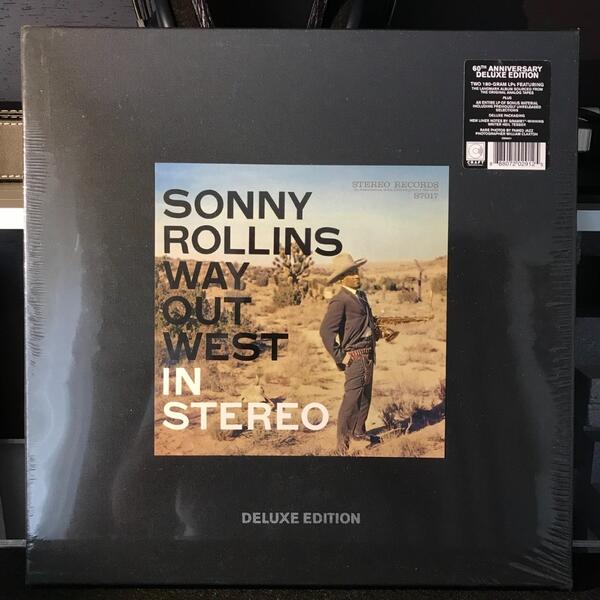 60TH ANNIVERSARY
DELUXE EDITION
TWO 180-GRAM LPs FEATURING
THE LANDMARK ALBUM SOURCED FROM
THE ORIGINAL ANALOG TAPES
PLUS
AN ENTIRE LP OF BONUS MATERIAL
INCLUDING PREVIOUSLY UNRELEASED
SELECTIONS
DELUXE PACKAGING
NEW LINER NOTES BY GRAMMY®-WINNING
WRITER NEIL TESSER
RARE PHOTOS BY FAMED JAZZ
PHOTOGRAPHER WILLIAM CLAXTON
CRAFT
88072 02912
STEREO RECORDS
S7017
SONNY
ROLLINS
WAY
OUT
WEST
IN
STEREO
DELUXE EDITION